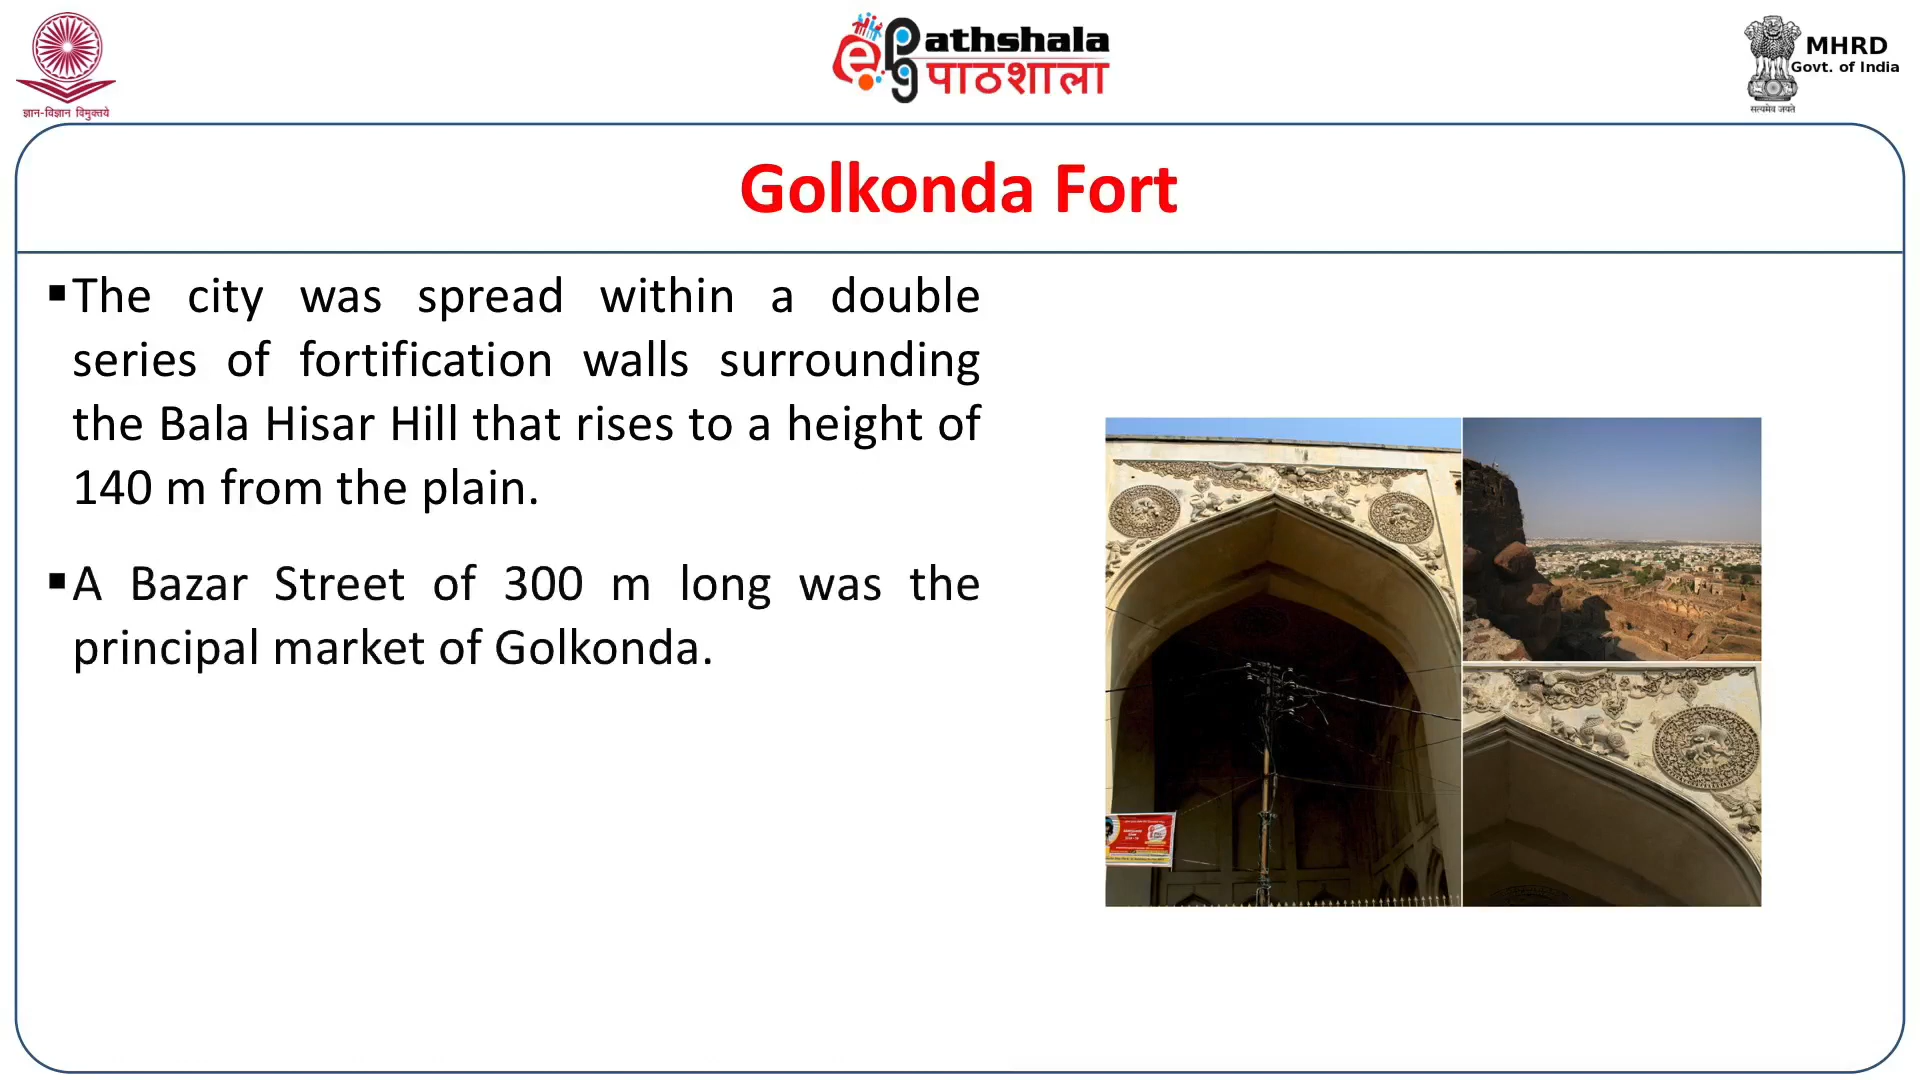 ज्ञान-विज्ञान विमुक्तये
ePathshala
pg पाठशाला
MHRD
Govt. of India
सत्यमेव जयते
Golkonda Fort
▪The city was spread within a double
series of fortification walls surrounding
the Bala Hisar Hill that rises to a height of
140 m from the plain.
▪A Bazar Street of 300 m long was the
principal market of Golkonda.